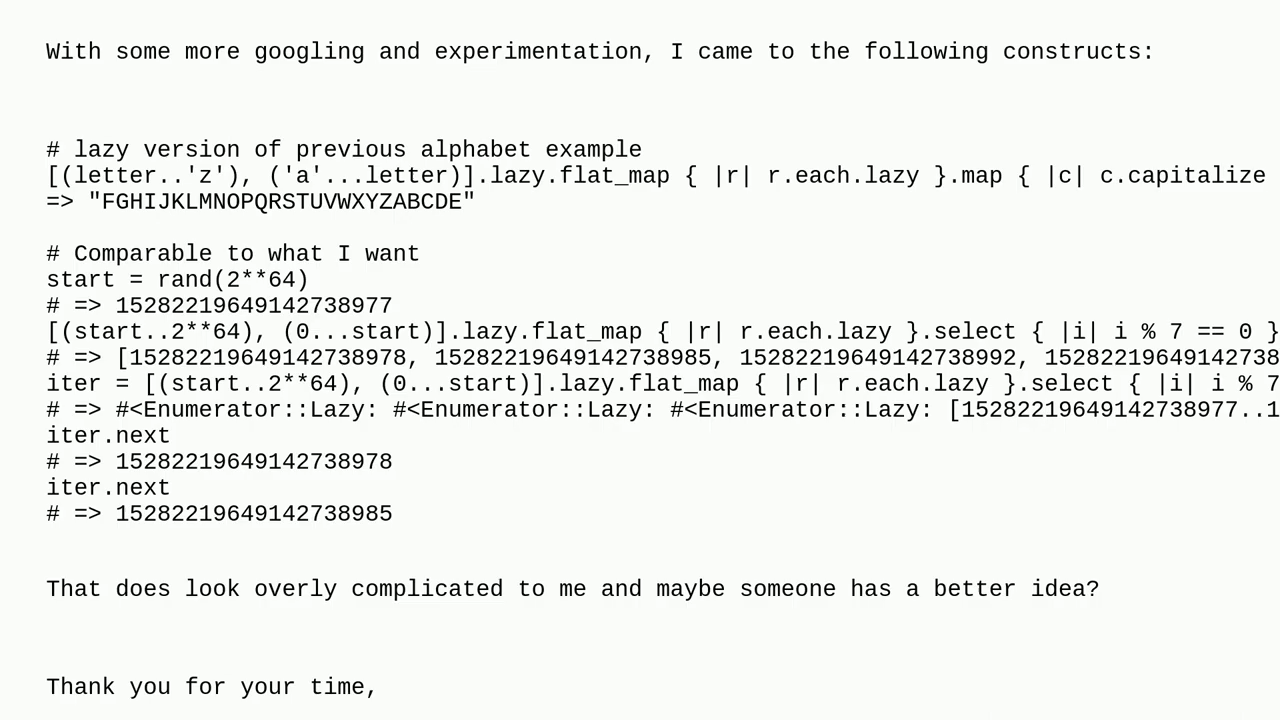 With some more googling and experimentation, I came to the following constructs:
# lazy version of previous alphabet example
[(letter..'z'), ('a'...letter)].lazy.flat_map { |r| r.each.lazy }.map { |c| c.capitalize
=> "FGHIJKLMNOPQRSTUVWXYZABCDE"
# Comparable to what I want
start = rand(2**64)
# => 15282219649142738977
[(start..2**64), (0...start)].lazy.flat_map { |r| r.each.lazy }.select { |i| i % 7 == 0 }
# => [15282219649142738978, 15282219649142738985, 15282219649142738992, 15282219649142738
iter = [(start..2**64), (0...start)].lazy.flat_map { |r| r.each.lazy }.select { |i| i % 7
# => #<Enumerator::Lazy: #<Enumerator::Lazy: #<Enumerator::Lazy: [15282219649142738977..1
iter.next
# => 15282219649142738978
iter.next
# => 15282219649142738985
That does look overly complicated to me and maybe someone has a better idea?
Thank you for your time,